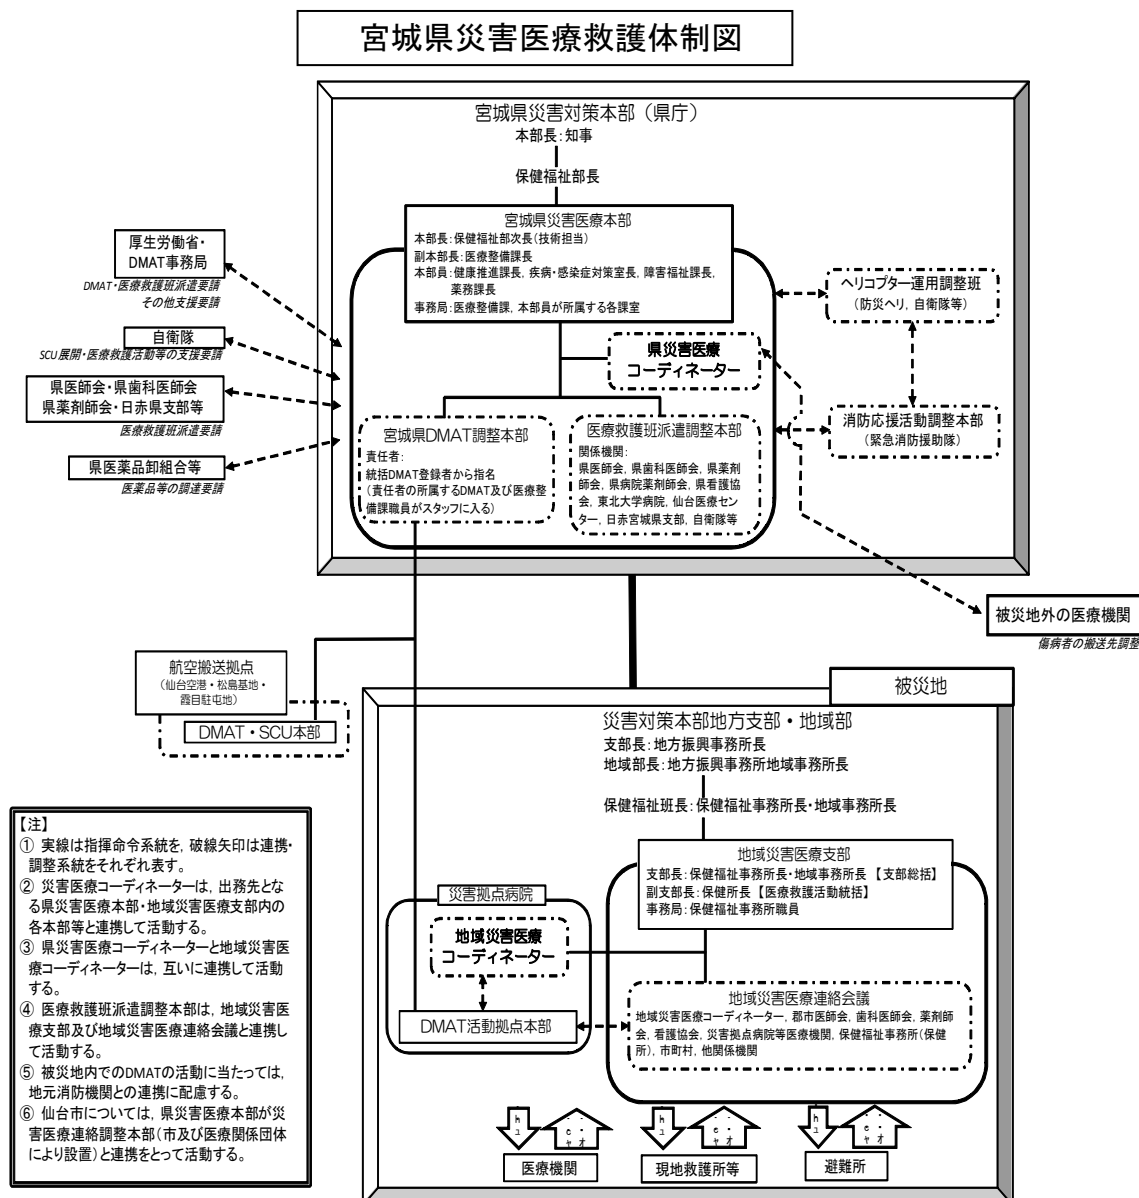 宮城県災害医療救護体制図
宮城県災害対策本部（県庁）
本部長：知事
保健福祉部長
宮城県災害医療本部
本部長：保健福祉部次長（技術担当）
副本部長：医療整備課長
本部員：健康推進課長，疾病・感染症対策室長，障害福祉課長，
薬務課長
事務局：医療整備課，本部員が所属する各課室
厚生労働省・
DMAT事務局
DMAT・医療救護班派遣要請
その他支援要請
自衛隊
SCU展開・医療救護活動等の支援要請
県医師会・県歯科医師会
県薬剤師会・日赤県支部等
医療救護班派遣要請
県医薬品卸組合等
医薬品等の調達要請
ヘリコプター運用調整班
（防災ヘリ，自衛隊等）
県災害医療
コーディネーター
消防応援活動調整本部
（緊急消防援助隊）
宮城県DMAT調整本部
責任者：
統括DMAT登録者から指名
（責任者の所属するDMAT及び医療整
備課職員がスタッフに入る）
医療救護班派遣調整本部
関係機関：
県医師会，県歯科医師会，県薬剤
師会，県病院薬剤師会，県看護協
会，東北大学病院，仙台医療セン
ター，日赤宮城県支部，自衛隊等
被災地外の医療機関
傷病者の搬送先調整
航空搬送拠点
（仙台空港・松島基地・
霞目駐屯地）
DMAT・SCU本部
被災地
災害対策本部地方支部・地域部
支部長：地方振興事務所長
地域部長：地方振興事務所地域事務所長
保健福祉班長：保健福祉事務所長・地域事務所長
地域災害医療支部
支部長：保健福祉事務所長・地域事務所長 【支部総括】
副支部長：保健所長【医療救護活動統括】
事務局：保健福祉事務所職員
災害拠点病院
地域災害医療
コーディネーター
DMAT活動拠点本部
地域災害医療連絡会議
地域災害医療コーディネーター，郡市医師会，歯科医師会，薬剤師
会，看護協会，災害拠点病院等医療機関，保健福祉事務所（保健
所），市町村，他関係機関
医療機関
現地救護所等
避難所
【注】
① 実線は指揮命令系統を，破線矢印は連携・
調整系統をそれぞれ表す。
② 災害医療コーディネーターは，出務先とな
る県災害医療本部・地域災害医療支部内の
各本部等と連携して活動する。
③ 県災害医療コーディネーターと地域災害医
療コーディネーターは，互いに連携して活動
する。
④ 医療救護班派遣調整本部は，地域災害医
療支部及び地域災害医療連絡会議と連携し
て活動する。
⑤ 被災地内でのDMATの活動に当たっては，
地元消防機関との連携に配慮する。
⑥ 仙台市については，県災害医療本部が災
害医療連絡調整本部（市及び医療関係団体
により設置）と連携をとって活動する。